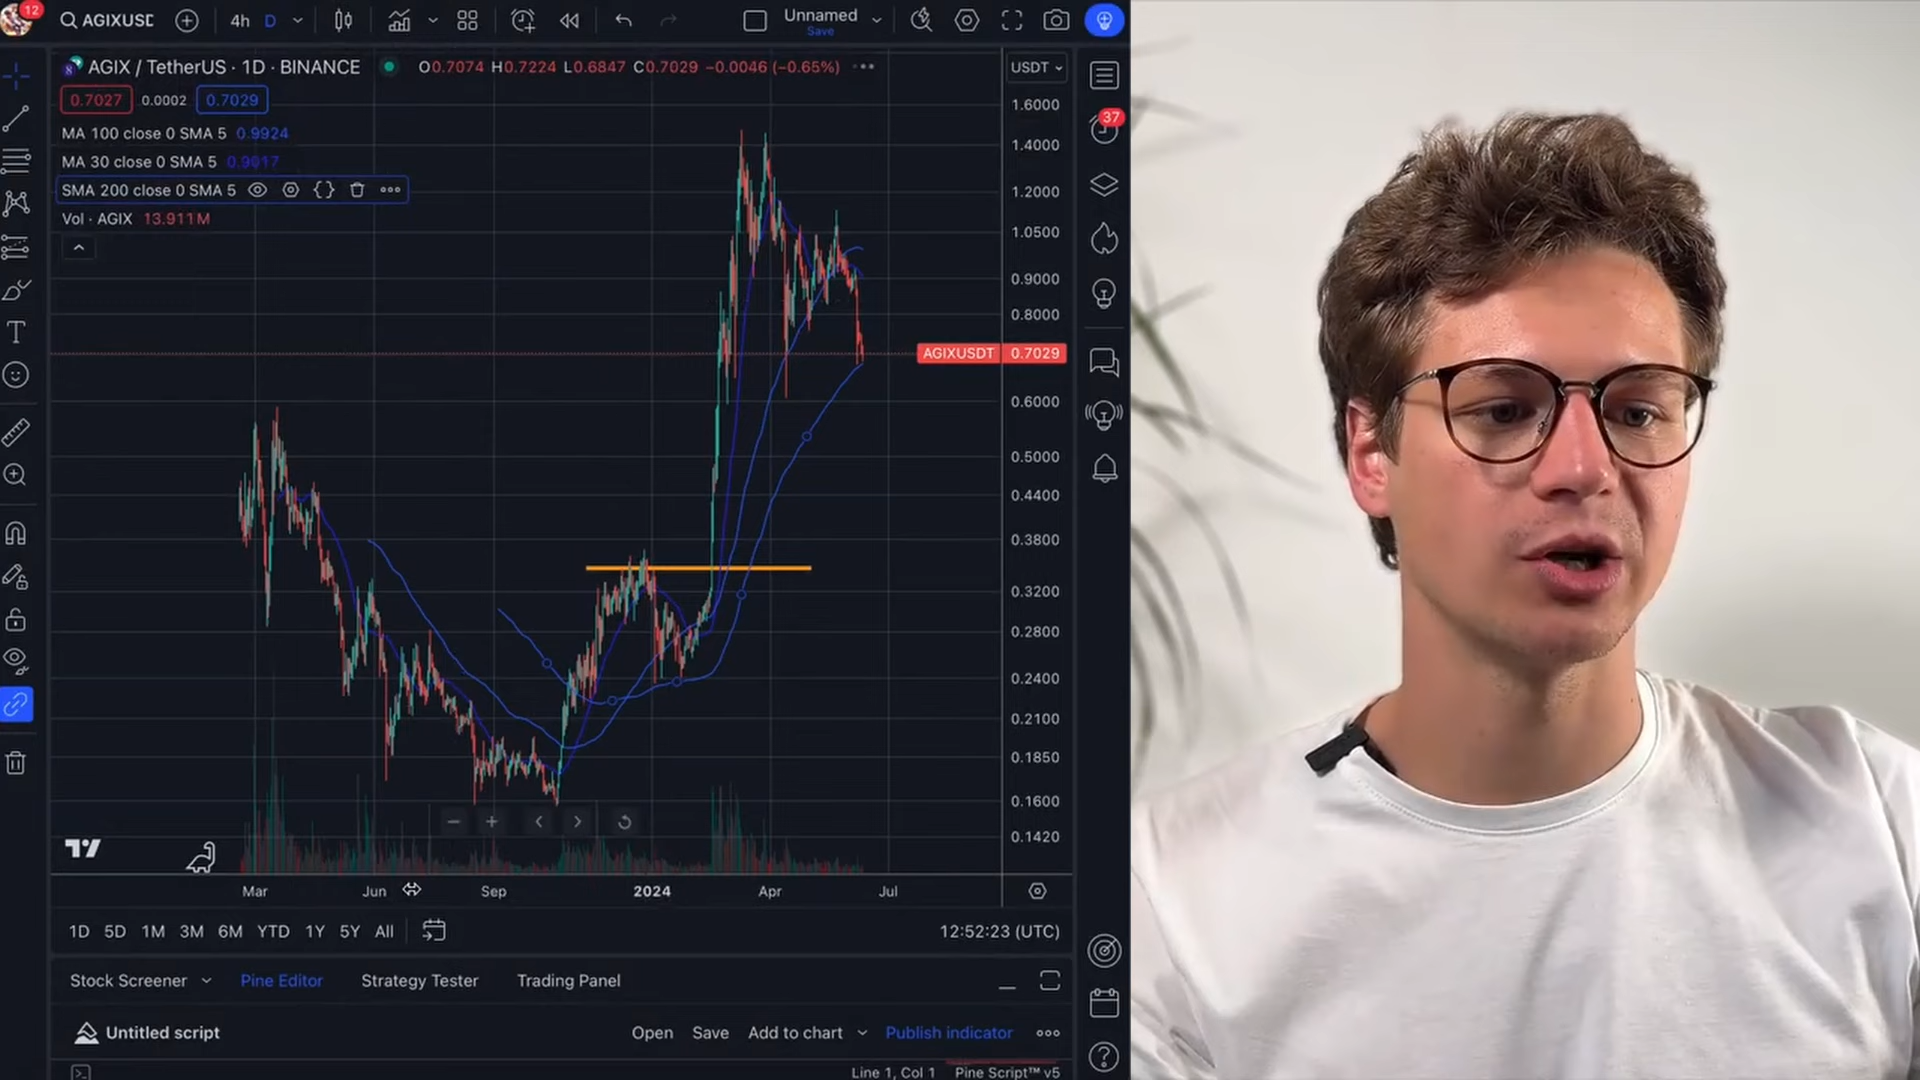 12
AGIXUSD
4h D
Unnamed
Save
AGIX / TetherUS · 1D · BINANCE
O0.7074 H0.7224 L0.6847 C0.7029 −0.0046 (−0.65%)
USDT
0.7027 0.0002 0.7029
MA 100 close 0 SMA 5 0.9924
MA 30 close 0 SMA 5 0.9017
SMA 200 close 0 SMA 5
Vol · AGIX 13.911M
37
1.6000
1.4000
1.2000
1.0500
0.9000
0.8000
AGIXUSDT 0.7029
0.6000
0.5000
0.4400
0.3800
0.3200
0.2800
0.2400
0.2100
0.1850
0.1600
0.1420
Mar Jun Sep 2024 Apr Jul
1D 5D 1M 3M 6M YTD 1Y 5Y All
12:52:23 (UTC)
Stock Screener Pine Editor Strategy Tester Trading Panel
Untitled script
Open Save Add to chart Publish indicator
Line 1, Col 1 Pine Script™ v5